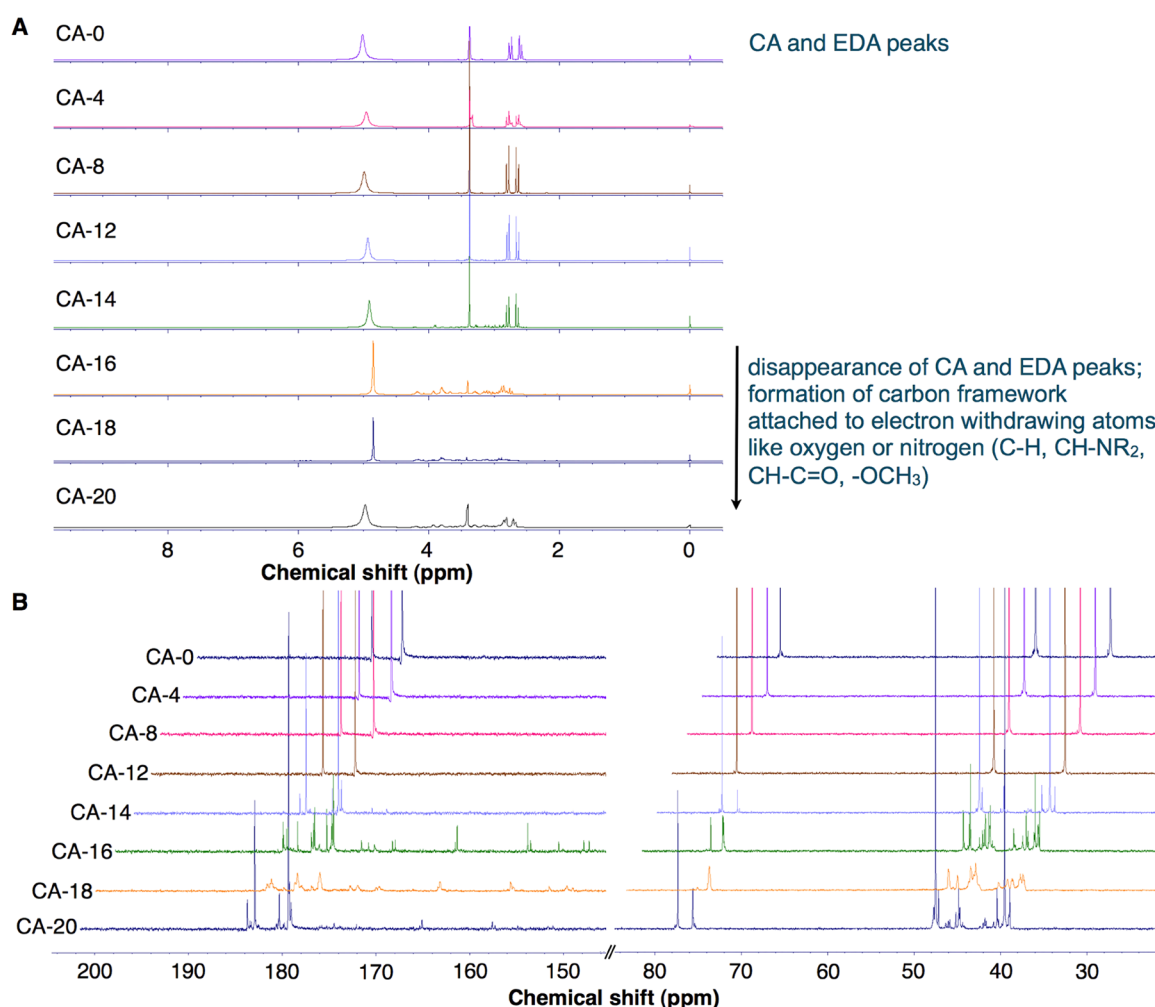 A
CA-0
CA and EDA peaks
CA-4
CA-8
CA-12
CA-14
CA-16
disappearance of CA and EDA peaks;
formation of carbon framework
attached to electron withdrawing atoms
like oxygen or nitrogen (C-H, CH-NR₂,
CH-C=O, -OCH₃)
CA-18
CA-20
8 6 4 2 0
Chemical shift (ppm)
B
CA-0
CA-4
CA-8
CA-12
CA-14
CA-16
CA-18
CA-20
200 190 180 170 160 150 // 80 70 60 50 40 30
Chemical shift (ppm)